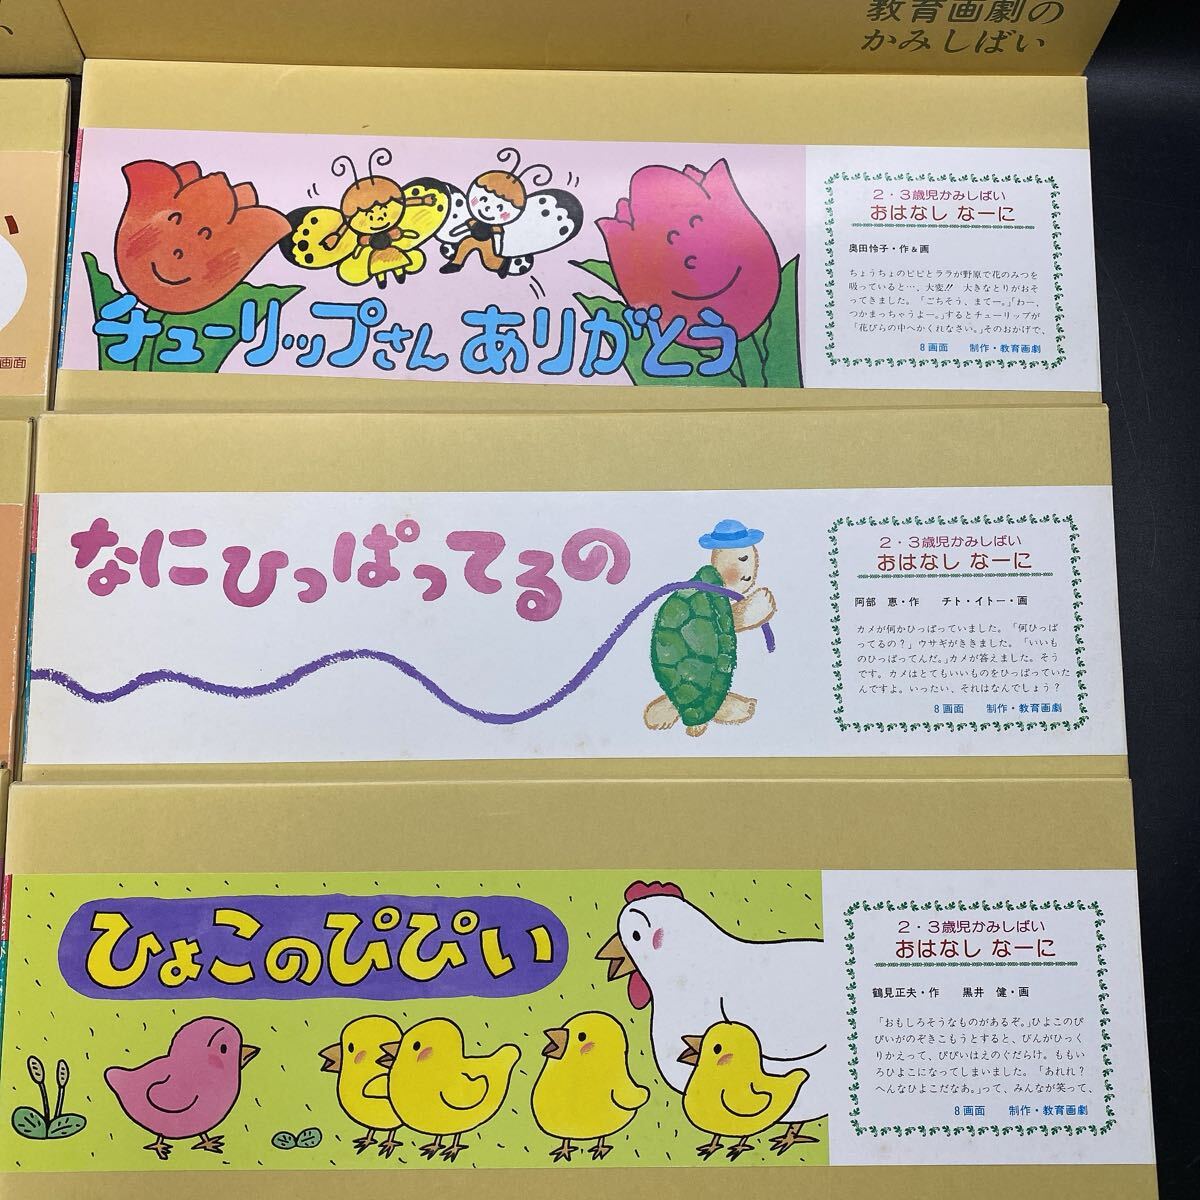 教育画劇の
かみしばい
画面
チューリップさん ありがとう
2・3歳児かみしばい
おはなし なーに
奥田怜子・作&画
ちょうちょのピピとララが野原で花のみつを
吸っていると…、大変!! 大きなとりがおそ
ってきました。「ごちそう、まてー。」「わー、
つかまっちゃうよー。」するとチューリップが
「花びらの中へかくれなさい。」そのおかげで、
8画面 制作・教育画劇
なにひっぱってるの
2・3歳児かみしばい
おはなし なーに
阿部 恵・作 チト・イトー・画
カメが何かひっぱっていました。「何ひっぱ
ってるの?」ウサギがききました。「いいも
のひっぱってんだ。」カメが答えました。そう
です。カメはとてもいいものをひっぱっていた
んですよ。いったい、それはなんでしょう?
8画面 制作・教育画劇
ひよこのぴぴい
2・3歳児かみしばい
おはなし なーに
鶴見正夫・作 黒井 健・画
「おもしろそうなものがあるぞ。」ひよこのぴ
ぴいがのぞきこもうとすると、びんがひっく
りかえって、ぴぴいはえのぐだらけ。ももい
ろひよこになってしまいました。「あれれ?
へんなひよこだなあ。」って、みんなが笑って、
8画面 制作・教育画劇